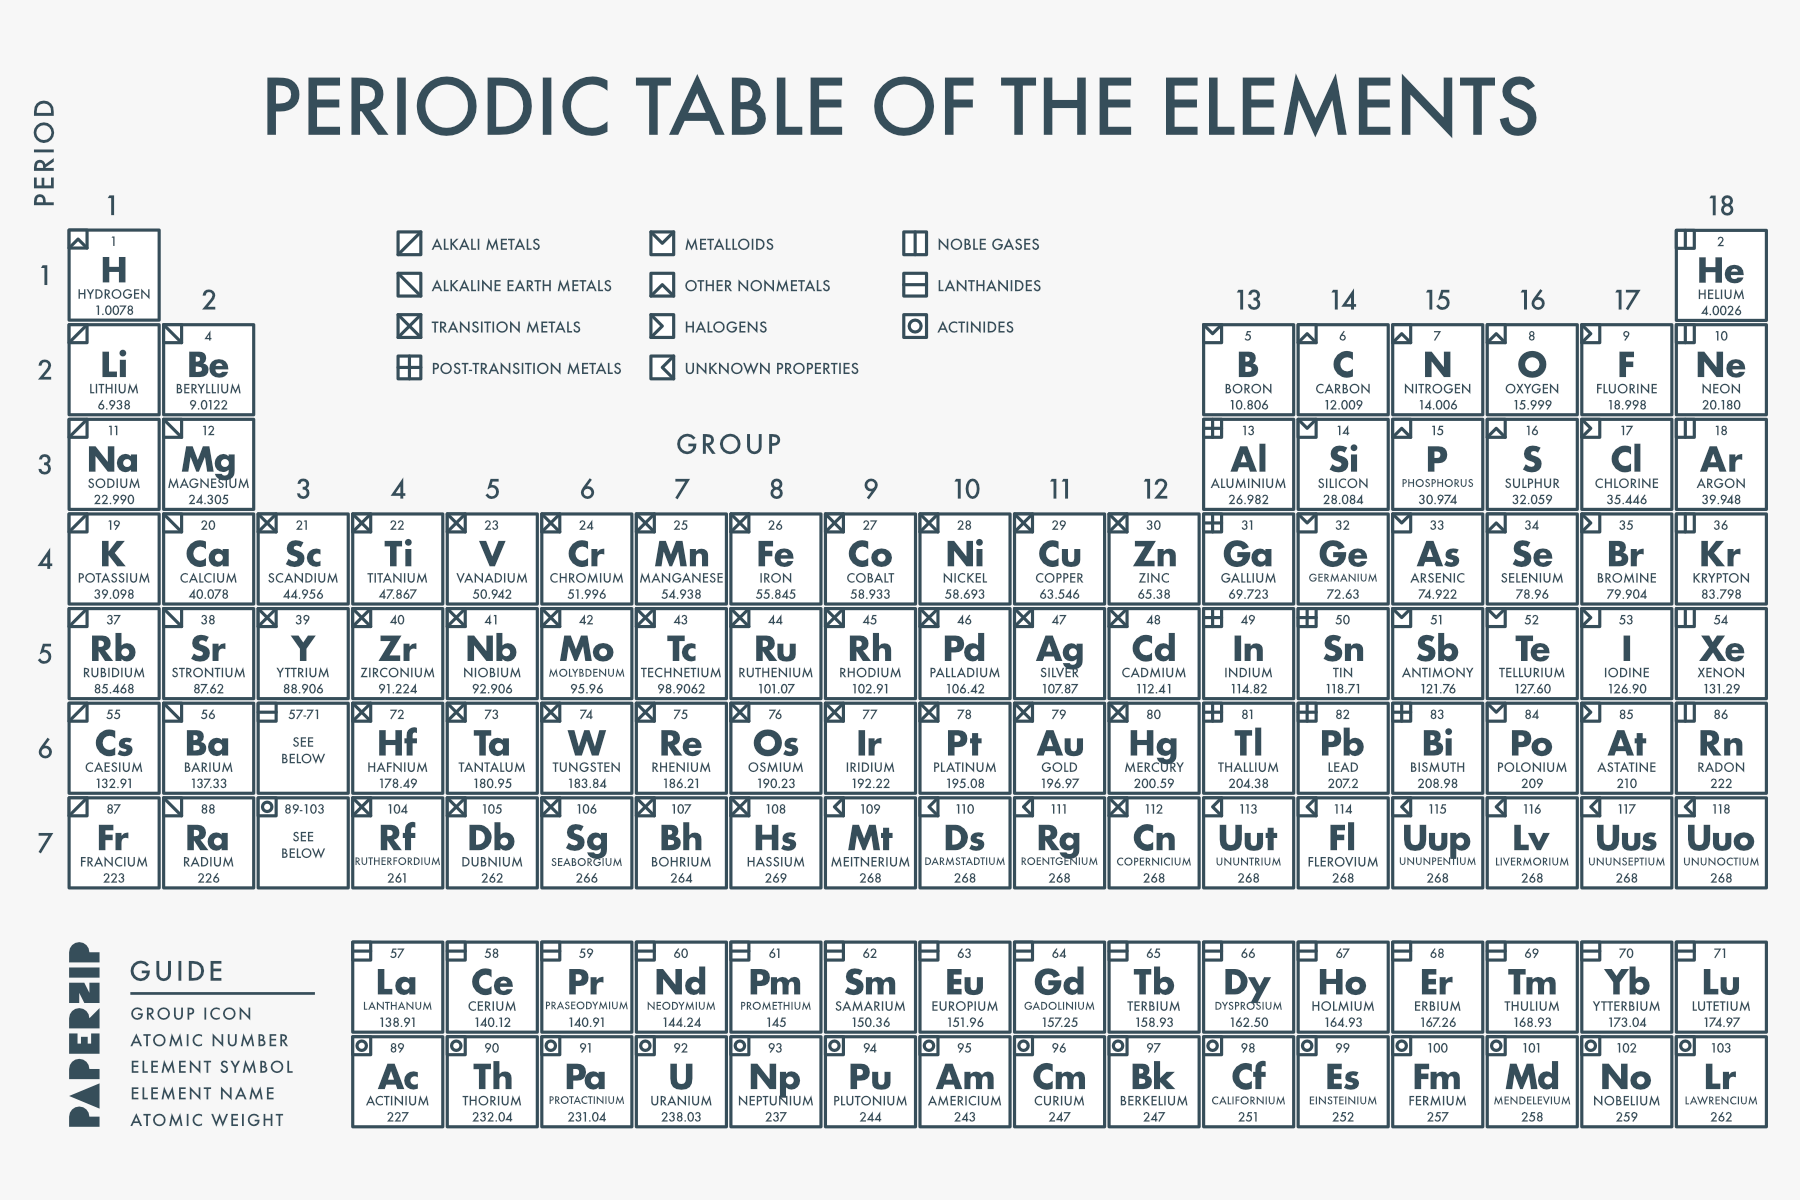 PERIODIC TABLE OF THE ELEMENTS
PERIOD
1
18
ALKALI METALS
METALLOIDS
NOBLE GASES
ALKALINE EARTH METALS
OTHER NONMETALS
LANTHANIDES
TRANSITION METALS
HALOGENS
ACTINIDES
POST-TRANSITION METALS
UNKNOWN PROPERTIES
1
1 2
H He
HYDROGEN HELIUM
1.0078 4.0026
2 13 14 15 16 17
2
4 5 6 7 8 9 10
Li Be B C N O F Ne
LITHIUM BERYLLIUM BORON CARBON NITROGEN OXYGEN FLUORINE NEON
6.938 9.0122 10.806 12.009 14.006 15.999 18.998 20.180
GROUP
3
11 12 13 14 15 16 17 18
Na Mg Al Si P S Cl Ar
SODIUM MAGNESIUM ALUMINIUM SILICON PHOSPHORUS SULPHUR CHLORINE ARGON
22.990 24.305 26.982 28.084 30.974 32.059 35.446 39.948
3 4 5 6 7 8 9 10 11 12
4
19 20 21 22 23 24 25 26 27 28 29 30 31 32 33 34 35 36
K Ca Sc Ti V Cr Mn Fe Co Ni Cu Zn Ga Ge As Se Br Kr
POTASSIUM CALCIUM SCANDIUM TITANIUM VANADIUM CHROMIUM MANGANESE IRON COBALT NICKEL COPPER ZINC GALLIUM GERMANIUM ARSENIC SELENIUM BROMINE KRYPTON
39.098 40.078 44.956 47.867 50.942 51.996 54.938 55.845 58.933 58.693 63.546 65.38 69.723 72.63 74.922 78.96 79.904 83.798
5
37 38 39 40 41 42 43 44 45 46 47 48 49 50 51 52 53 54
Rb Sr Y Zr Nb Mo Tc Ru Rh Pd Ag Cd In Sn Sb Te I Xe
RUBIDIUM STRONTIUM YTTRIUM ZIRCONIUM NIOBIUM MOLYBDENUM TECHNETIUM RUTHENIUM RHODIUM PALLADIUM SILVER CADMIUM INDIUM TIN ANTIMONY TELLURIUM IODINE XENON
85.468 87.62 88.906 91.224 92.906 95.96 98.9062 101.07 102.91 106.42 107.87 112.41 114.82 118.71 121.76 127.60 126.90 131.29
6
55 56 57-71 72 73 74 75 76 77 78 79 80 81 82 83 84 85 86
Cs Ba SEE BELOW Hf Ta W Re Os Ir Pt Au Hg Tl Pb Bi Po At Rn
CAESIUM BARIUM HAFNIUM TANTALUM TUNGSTEN RHENIUM OSMIUM IRIDIUM PLATINUM GOLD MERCURY THALLIUM LEAD BISMUTH POLONIUM ASTATINE RADON
132.91 137.33 178.49 180.95 183.84 186.21 190.23 192.22 195.08 196.97 200.59 204.38 207.2 208.98 209 210 222
7
87 88 89-103 104 105 106 107 108 109 110 111 112 113 114 115 116 117 118
Fr Ra SEE BELOW Rf Db Sg Bh Hs Mt Ds Rg Cn Uut Fl Uup Lv Uus Uuo
FRANCIUM RADIUM RUTHERFORDIUM DUBNIUM SEABORGIUM BOHRIUM HASSIUM MEITNERIUM DARMSTADTIUM ROENTGENIUM COPERNICIUM UNUNTRIUM FLEROVIUM UNUNPENTIUM LIVERMORIUM UNUNSEPTIUM UNUNOCTIUM
223 226 261 262 266 264 269 268 268 268 268 268 268 268 268 268 268
PAPERZIP
GUIDE
GROUP ICON
ATOMIC NUMBER
ELEMENT SYMBOL
ELEMENT NAME
ATOMIC WEIGHT
57 58 59 60 61 62 63 64 65 66 67 68 69 70 71
La Ce Pr Nd Pm Sm Eu Gd Tb Dy Ho Er Tm Yb Lu
LANTHANUM CERIUM PRASEODYMIUM NEODYMIUM PROMETHIUM SAMARIUM EUROPIUM GADOLINIUM TERBIUM DYSPROSIUM HOLMIUM ERBIUM THULIUM YTTERBIUM LUTETIUM
138.91 140.12 140.91 144.24 145 150.36 151.96 157.25 158.93 162.50 164.93 167.26 168.93 173.04 174.97
89 90 91 92 93 94 95 96 97 98 99 100 101 102 103
Ac Th Pa U Np Pu Am Cm Bk Cf Es Fm Md No Lr
ACTINIUM THORIUM PROTACTINIUM URANIUM NEPTUNIUM PLUTONIUM AMERICIUM CURIUM BERKELIUM CALIFORNIUM EINSTEINIUM FERMIUM MENDELEVIUM NOBELIUM LAWRENCIUM
227 232.04 231.04 238.03 237 244 243 247 247 251 252 257 258 259 262